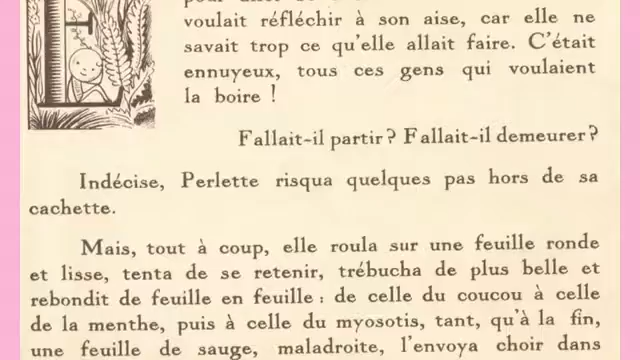 E
voulait réfléchir à son aise, car elle ne
savait trop ce qu'elle allait faire. C'était
ennuyeux, tous ces gens qui voulaient
la boire !
Fallait-il partir ? Fallait-il demeurer ?
Indécise, Perlette risqua quelques pas hors de sa
cachette.
Mais, tout à coup, elle roula sur une feuille ronde
et lisse, tenta de se retenir, trébucha de plus belle et
rebondit de feuille en feuille : de celle du coucou à celle
de la menthe, puis à celle du myosotis, tant, qu'à la fin,
une feuille de sauge, maladroite, l'envoya choir dans